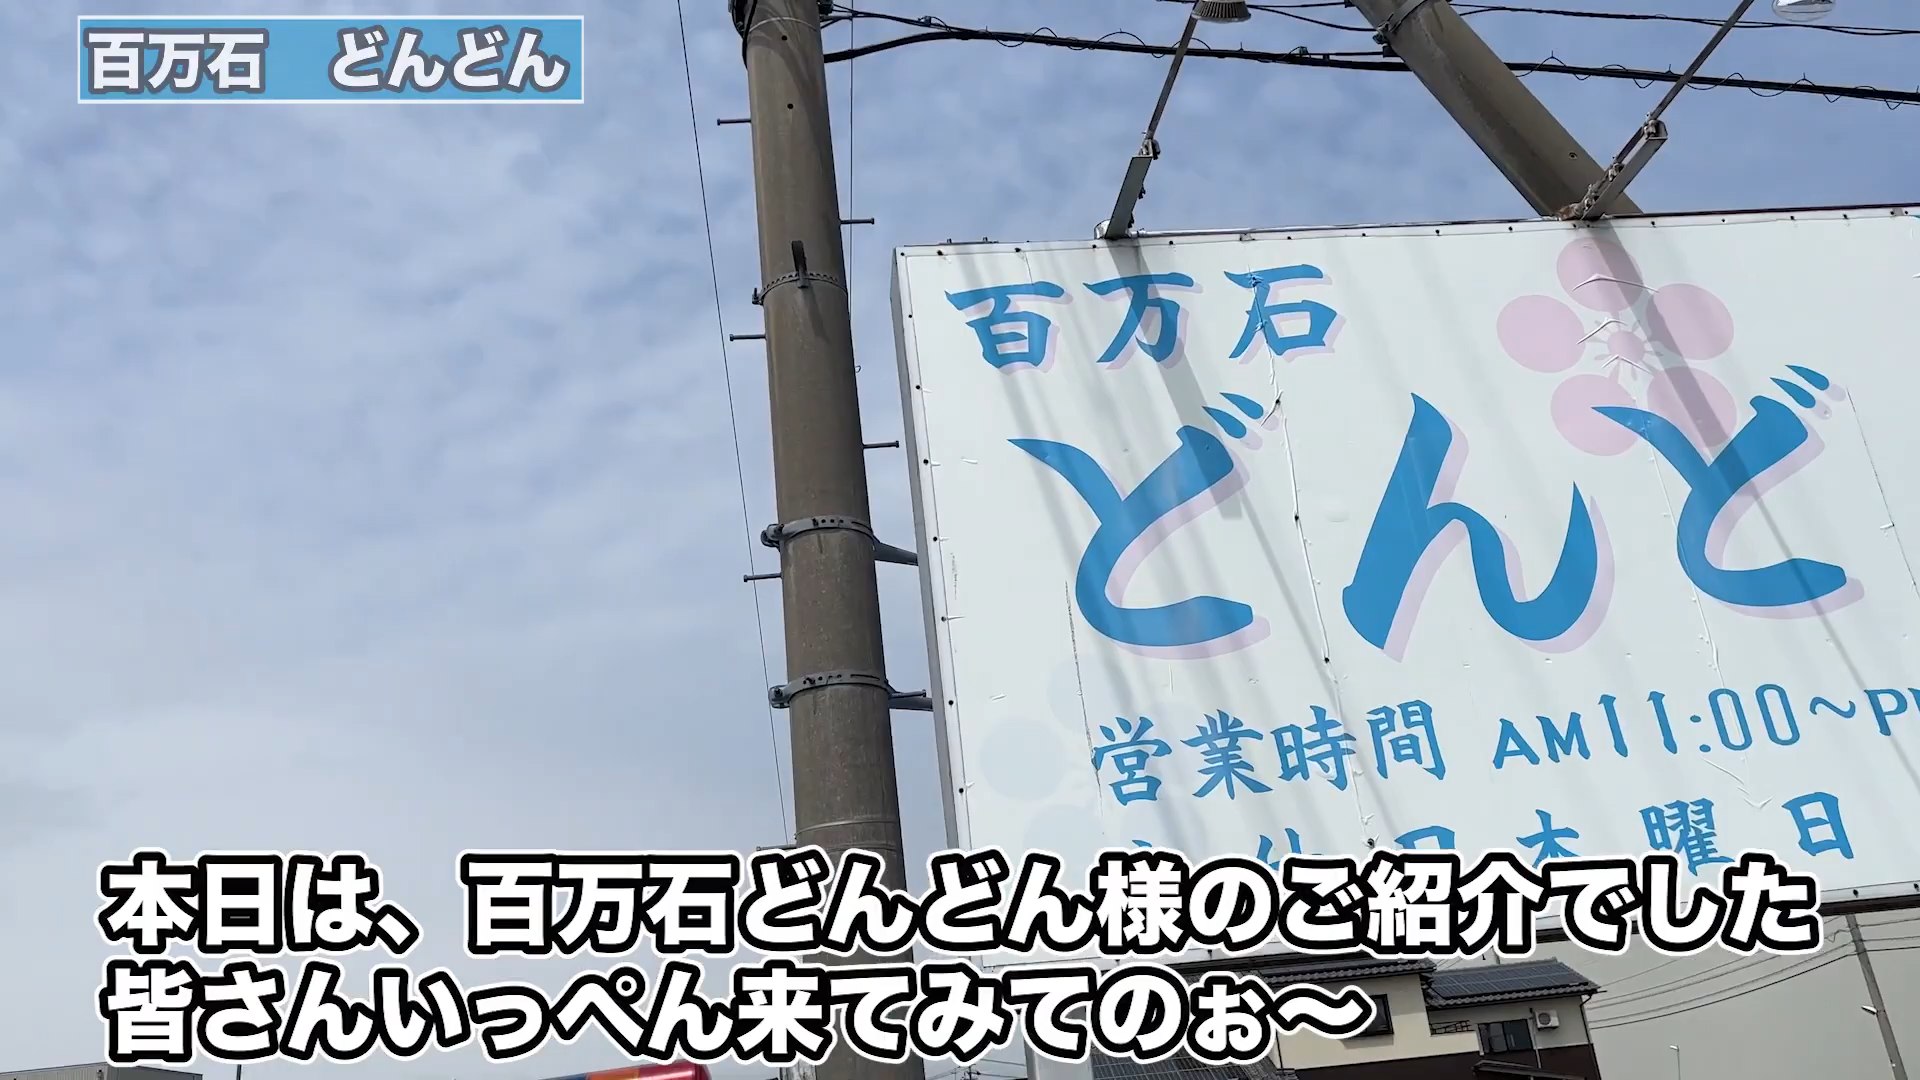 百万石　どんどん
百万石
どんど
営業時間 AM11:00～P
木曜日
本日は、百万石どんどん様のご紹介でした
皆さんいっぺん来てみてのぉ～